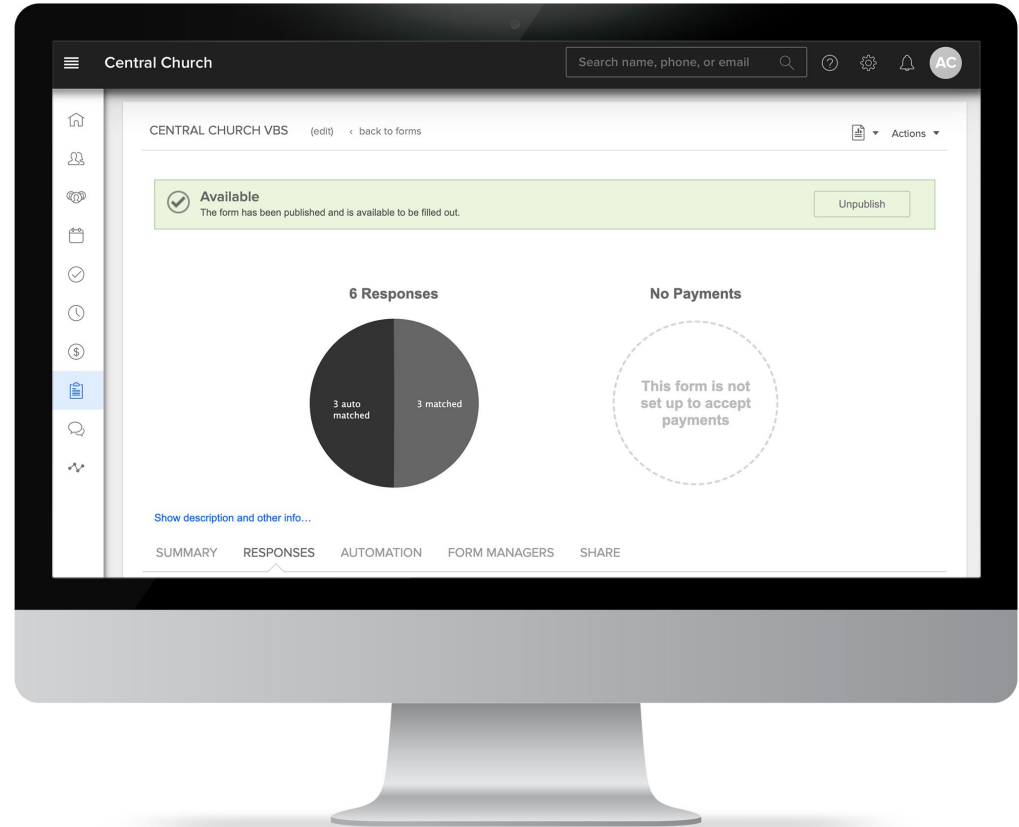 Central Church
Search name, phone, or email
AC
CENTRAL CHURCH VBS (edit) ‹ back to forms
Actions
Available
The form has been published and is available to be filled out.
Unpublish
6 Responses
3 auto
matched
3 matched
No Payments
This form is not
set up to accept
payments
Show description and other info...
SUMMARY RESPONSES AUTOMATION FORM MANAGERS SHARE